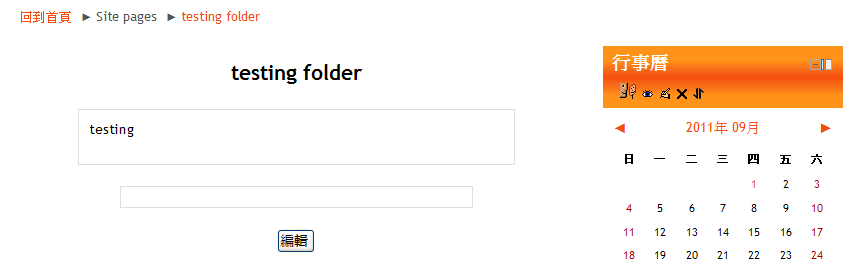 回到首頁 ► Site pages ► testing folder
testing folder
testing
編輯
行事曆
◄ 2011年 09月 ►
日 一 二 三 四 五 六
1 2 3
4 5 6 7 8 9 10
11 12 13 14 15 16 17
18 19 20 21 22 23 24